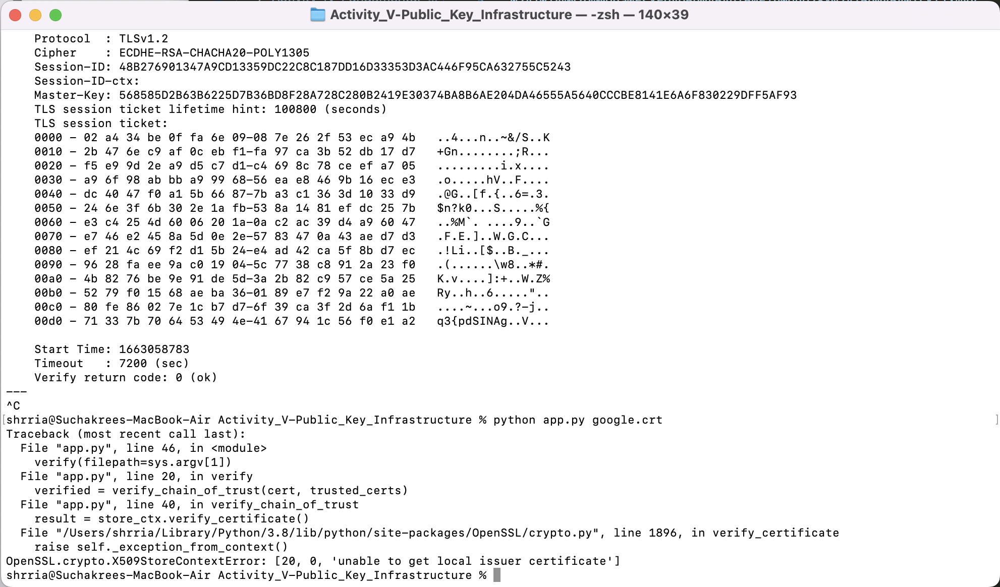 Activity_V-Public_Key_Infrastructure — -zsh — 140×39
Protocol  : TLSv1.2
Cipher    : ECDHE-RSA-CHACHA20-POLY1305
Session-ID: 48B276901347A9CD13359DC22C8C187DD16D33353D3AC446F95CA632755C5243
Session-ID-ctx:
Master-Key: 568585D2B63B6225D7B36BD8F28A728C280B2419E30374BA8B6AE204DA46555A5640CCCBE8141E6A6F830229DFF5AF93
TLS session ticket lifetime hint: 100800 (seconds)
TLS session ticket:
0000 - 02 a4 34 be 0f fa 6e 09-08 7e 26 2f 53 ec a9 4b   ..4...n..~&/S..K
0010 - 2b 47 6e c9 af 0c eb f1-fa 97 ca 3b 52 db 17 d7   +Gn........;R...
0020 - f5 e9 9d 2e a9 d5 c7 d1-c4 69 8c 78 ce ef a7 05   .........i.x....
0030 - a9 6f 98 ab bb a9 99 68-56 ea e8 46 9b 16 ec e3   .o.....hV..F....
0040 - dc 40 47 f0 a1 5b 66 87-7b a3 c1 36 3d 10 33 d9   .@G..[f.{..6=.3.
0050 - 24 6e 3f 6b 30 2e 1a fb-53 8a 14 81 ef dc 25 7b   $n?k0...S.....%{
0060 - e3 c4 25 4d 60 06 20 1a-0a c2 ac 39 d4 a9 60 47   ..%M`. ....9..`G
0070 - e7 46 e2 45 8a 5d 0e 2e-57 83 47 0a 43 ae d7 d3   .F.E.]..W.G.C...
0080 - ef 21 4c 69 f2 d1 5b 24-e4 ad 42 ca 5f 8b d7 ec   .!Li..[$..B._...
0090 - 96 28 fa ee 9a c0 19 04-5c 77 38 c8 91 2a 23 f0   .(......\w8..*#.
00a0 - 4b 82 76 be 9e 91 de 5d-3a 2b 82 c9 57 ce 5a 25   K.v....]:+..W.Z%
00b0 - 52 79 f0 15 68 ae ba 36-01 89 e7 f2 9a 22 a0 ae   Ry..h..6....."..
00c0 - 80 fe 86 02 7e 1c b7 d7-6f 39 ca 3f 2d 6a f1 1b   ....~...o9.?-j..
00d0 - 71 33 7b 70 64 53 49 4e-41 67 94 1c 56 f0 e1 a2   q3{pdSINAg..V...
Start Time: 1663058783
Timeout   : 7200 (sec)
Verify return code: 0 (ok)
---
^C
[shrria@Suchakrees-MacBook-Air Activity_V-Public_Key_Infrastructure % python app.py google.crt ]
Traceback (most recent call last):
File "app.py", line 46, in <module>
verify(filepath=sys.argv[1])
File "app.py", line 20, in verify
verified = verify_chain_of_trust(cert, trusted_certs)
File "app.py", line 40, in verify_chain_of_trust
result = store_ctx.verify_certificate()
File "/Users/shrria/Library/Python/3.8/lib/python/site-packages/OpenSSL/crypto.py", line 1896, in verify_certificate
raise self._exception_from_context()
OpenSSL.crypto.X509StoreContextError: [20, 0, 'unable to get local issuer certificate']
shrria@Suchakrees-MacBook-Air Activity_V-Public_Key_Infrastructure %